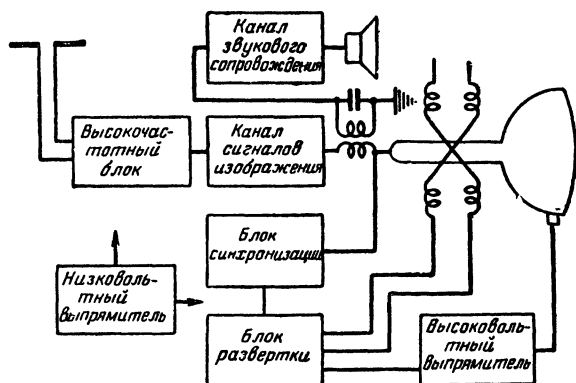 Канал
звукового
сопровождения
Высокочас-
тотный
блок
Канал
сигналов
изображения
Блок
синхронизации
Низковоль-
тный
выпрямитель
Блок
развертки
Высоковоль-
тный
выпрямитель